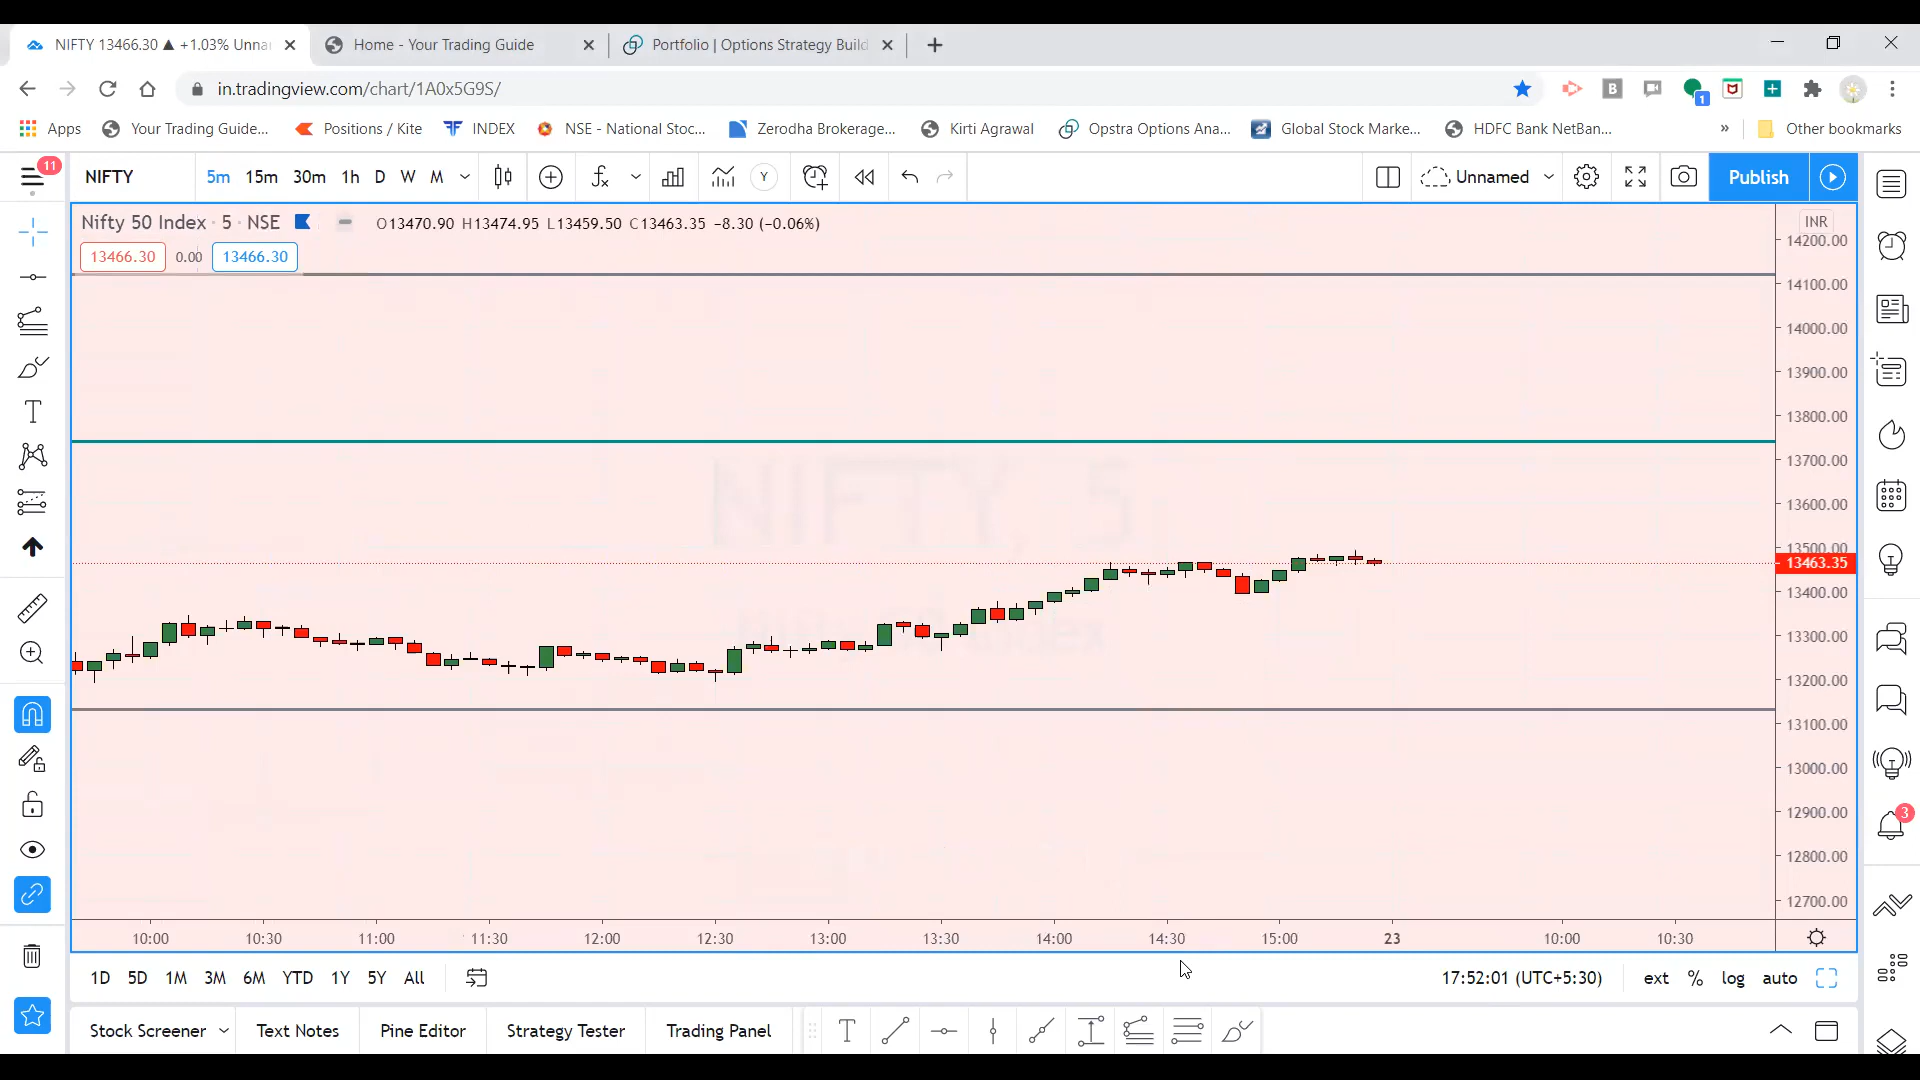 NIFTY 13466.30 ▲ +1.03% Unna
Home - Your Trading Guide
Portfolio | Options Strategy Build
in.tradingview.com/chart/1A0x5G9S/
B
1
Apps
Your Trading Guide...
Positions / Kite
INDEX
NSE - National Stoc...
Zerodha Brokerage...
Kirti Agrawal
Opstra Options Ana...
Global Stock Marke...
HDFC Bank NetBan...
»
Other bookmarks
11
NIFTY
5m 15m 30m 1h D W M
Y
Unnamed
Publish
Nifty 50 Index · 5 · NSE
O13470.90 H13474.95 L13459.50 C13463.35 −8.30 (−0.06%)
INR
13466.30 0.00 13466.30
14200.00
14100.00
14000.00
13900.00
13800.00
13700.00
13600.00
13500.00
13463.35
13400.00
13300.00
13200.00
13100.00
13000.00
12900.00
12800.00
12700.00
NIFTY, 5
Nifty 50 Index
3
10:00 10:30 11:00 11:30 12:00 12:30 13:00 13:30 14:00 14:30 15:00 23 10:00 10:30
1D 5D 1M 3M 6M YTD 1Y 5Y All
17:52:01 (UTC+5:30) ext % log auto
Stock Screener Text Notes Pine Editor Strategy Tester Trading Panel